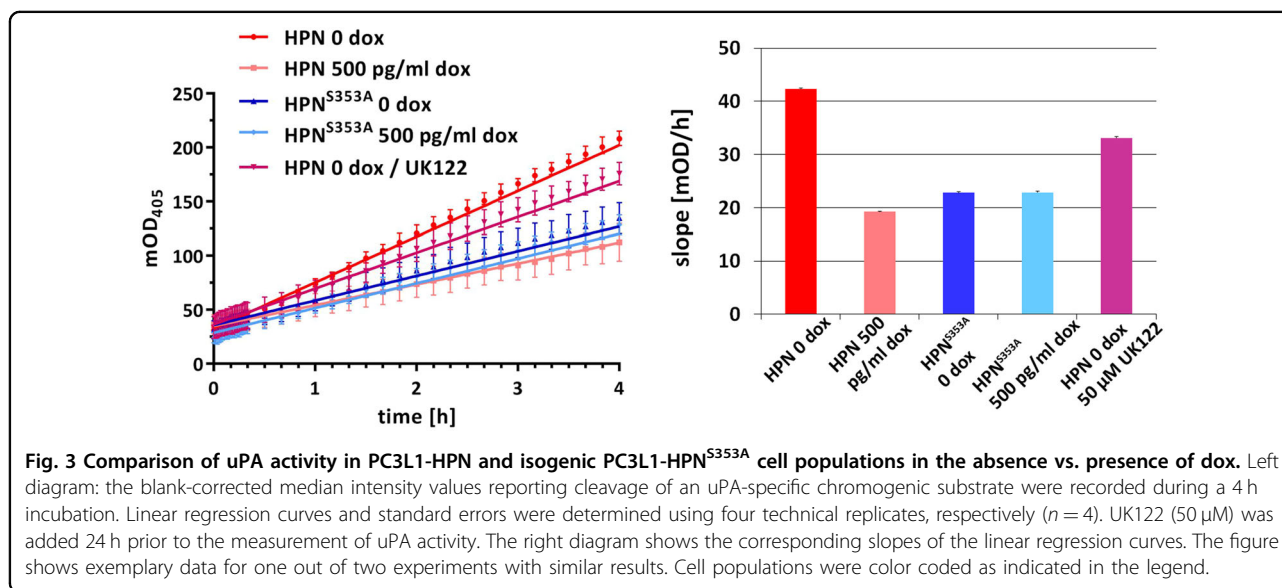 HPN 0 dox
HPN 500 pg/ml dox
HPN^S353A 0 dox
HPN^S353A 500 pg/ml dox
HPN 0 dox / UK122
250
200
150
100
50
0
mOD405
0
1
2
3
4
time [h]
50
40
30
20
10
0
slope [mOD/h]
HPN 0 dox
HPN 500
pg/ml dox
HPN^S353A
0 dox
HPN^S353A
500 pg/ml dox
HPN 0 dox
50 µM UK122
Fig. 3 Comparison of uPA activity in PC3L1-HPN and isogenic PC3L1-HPN^S353A cell populations in the absence vs. presence of dox. Left
diagram: the blank-corrected median intensity values reporting cleavage of an uPA-specific chromogenic substrate were recorded during a 4 h
incubation. Linear regression curves and standard errors were determined using four technical replicates, respectively (n = 4). UK122 (50 µM) was
added 24 h prior to the measurement of uPA activity. The right diagram shows the corresponding slopes of the linear regression curves. The figure
shows exemplary data for one out of two experiments with similar results. Cell populations were color coded as indicated in the legend.